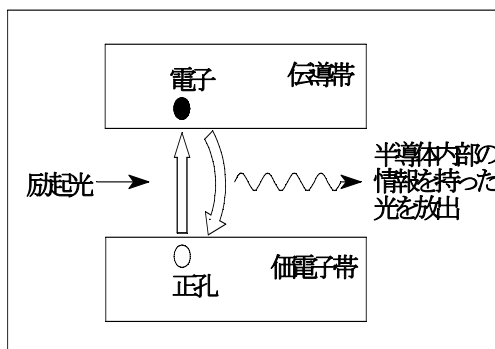 電子
伝導帯
励起光
半導体内部の
情報を持った
光を放出
価電子帯
正孔